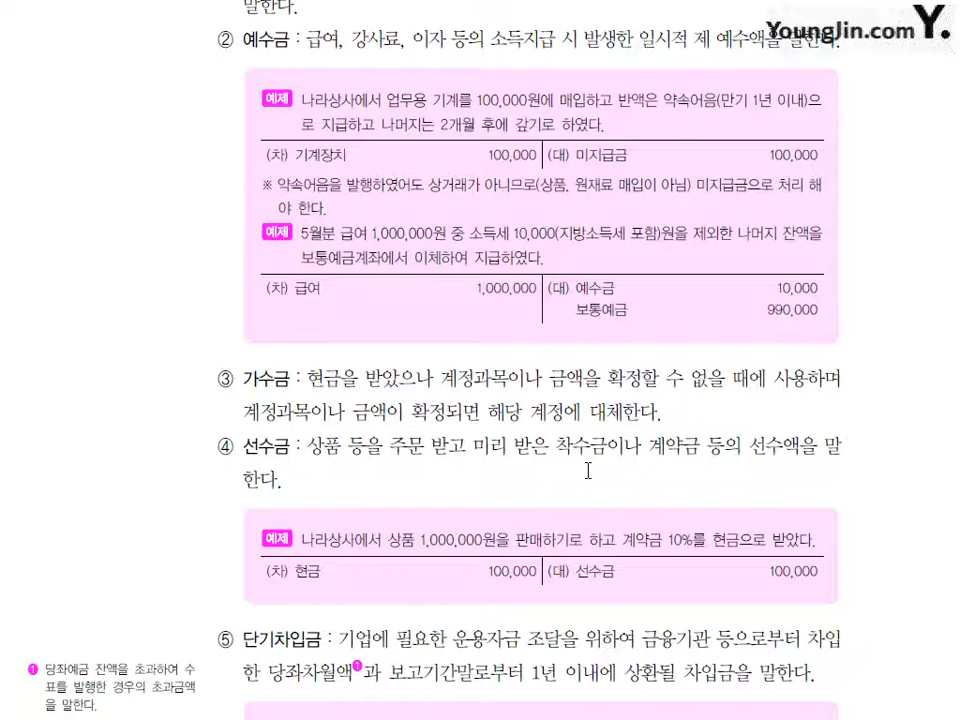 말한다.
YoungJin.com Y.
② 예수금 : 급여, 강사료, 이자 등의 소득지급 시 발생한 일시적 제 예수액을 말한다.
예제 나라상사에서 업무용 기계를 100,000원에 매입하고 반액은 약속어음(만기 1년 이내)으
로 지급하고 나머지는 2개월 후에 갚기로 하였다.
(차) 기계장치 100,000 (대) 미지급금 100,000
※ 약속어음을 발행하였어도 상거래가 아니므로(상품, 원재료 매입이 아님) 미지급금으로 처리 해
야 한다.
예제 5월분 급여 1,000,000원 중 소득세 10,000(지방소득세 포함)원을 제외한 나머지 잔액을
보통예금계좌에서 이체하여 지급하였다.
(차) 급여 1,000,000 (대) 예수금 10,000
보통예금 990,000
③ 가수금 : 현금을 받았으나 계정과목이나 금액을 확정할 수 없을 때에 사용하며
계정과목이나 금액이 확정되면 해당 계정에 대체한다.
④ 선수금 : 상품 등을 주문 받고 미리 받은 착수금이나 계약금 등의 선수액을 말
한다.
예제 나라상사에서 상품 1,000,000원을 판매하기로 하고 계약금 10%를 현금으로 받았다.
(차) 현금 100,000 (대) 선수금 100,000
⑤ 단기차입금 : 기업에 필요한 운용자금 조달을 위하여 금융기관 등으로부터 차입
한 당좌차월액❶과 보고기간말로부터 1년 이내에 상환될 차입금을 말한다.
❶ 당좌예금 잔액을 초과하여 수
표를 발행한 경우의 초과금액
을 말한다.